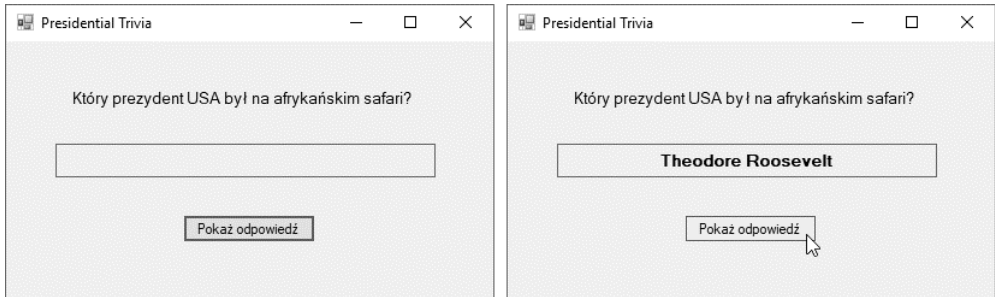 Presidential Trivia
Który prezydent USA był na afrykańskim safari?
Pokaż odpowiedź
Presidential Trivia
Który prezydent USA był na afrykańskim safari?
Theodore Roosevelt
Pokaż odpowiedź